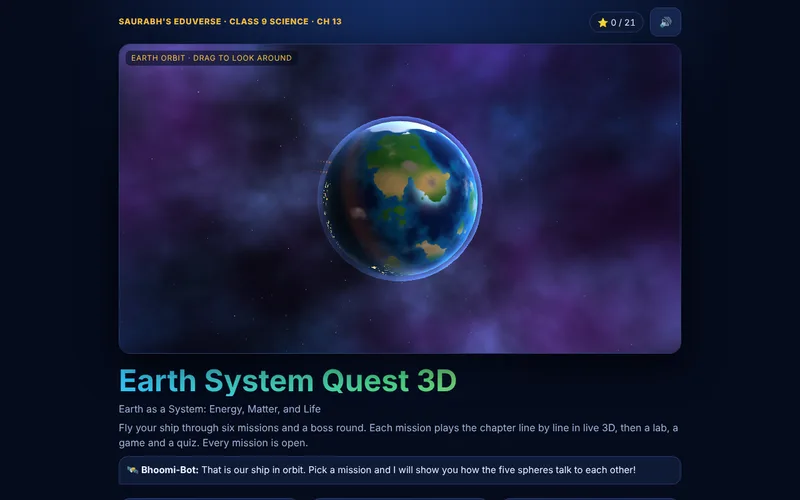 SAURABH'S EDUVERSE · CLASS 9 SCIENCE · CH 13
⭐ 0 / 21
EARTH ORBIT · DRAG TO LOOK AROUND
Earth System Quest 3D
Earth as a System: Energy, Matter, and Life
Fly your ship through six missions and a boss round. Each mission plays the chapter line by line in live 3D, then a lab, a
game and a quiz. Every mission is open.
🛰️ Bhoomi-Bot: That is our ship in orbit. Pick a mission and I will show you how the five spheres talk to each other!